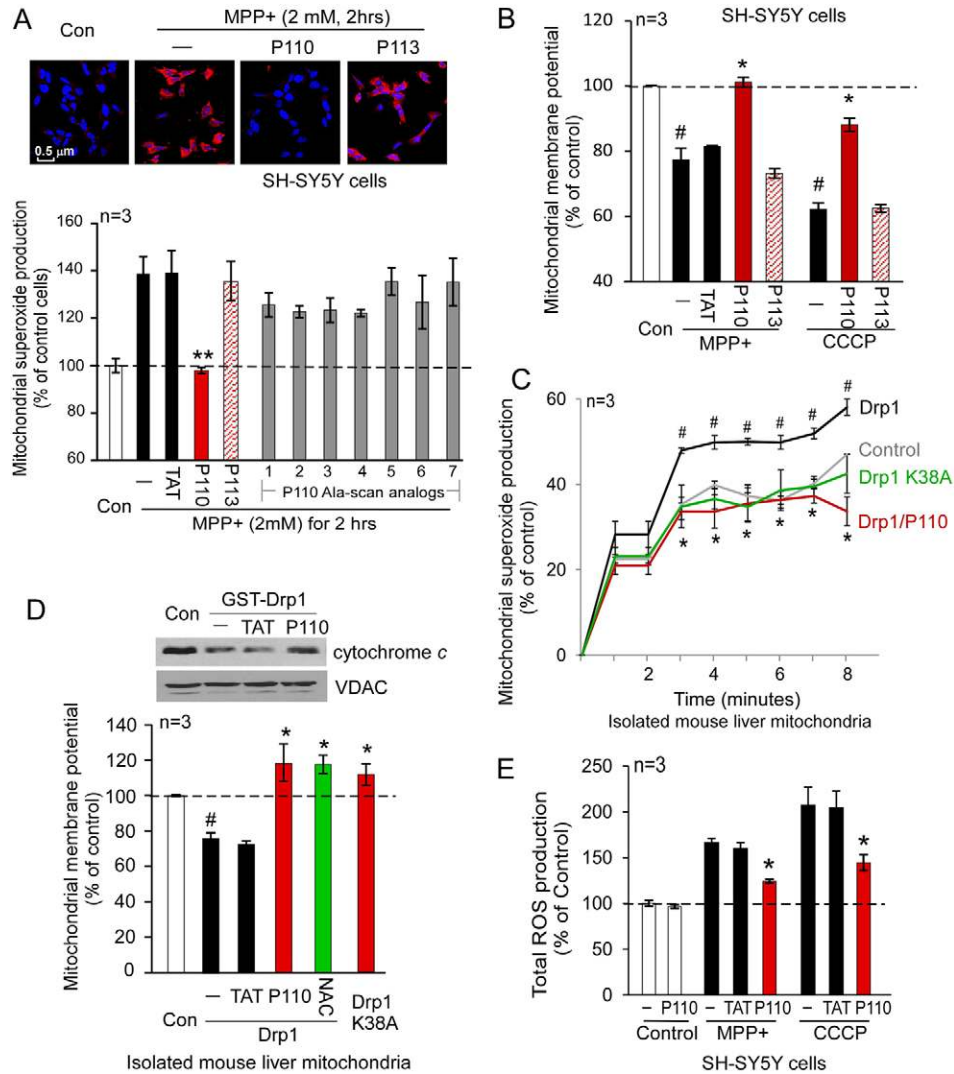 A
MPP+ (2 mM, 2hrs)
Con
— P110 P113
0.5 µm
SH-SY5Y cells
n=3
Mitochondrial superoxide production
(% of control cells)
160
140
120
100
80
60
**
1 2 3 4 5 6 7
Con
– TAT P110 P113
P110 Ala-scan analogs
MPP+ (2mM) for 2 hrs
B
SH-SY5Y cells
n=3
Mitochondrial membrane potential
(% of control)
120
100
80
60
40
# * # *
Con
– TAT P110 P113
– P110 P113
MPP+ CCCP
C
n=3
Mitochondrial superoxide production
(% of control)
60
40
20
0
# # # # # #
Drp1
Control
Drp1 K38A
Drp1/P110
* * * * * *
2 4 6 8
Time (minutes)
Isolated mouse liver mitochondria
D
GST-Drp1
Con — TAT P110
cytochrome c
VDAC
n=3
Mitochondrial membrane potential
(% of control)
140
120
100
80
60
40
20
0
# * * *
Con
– TAT P110 NAC
Drp1
Drp1
K38A
Isolated mouse liver mitochondria
E
n=3
Total ROS production
(% of Control)
250
200
150
100
50
0
* *
– P110 – TAT P110 – TAT P110
Control MPP+ CCCP
SH-SY5Y cells